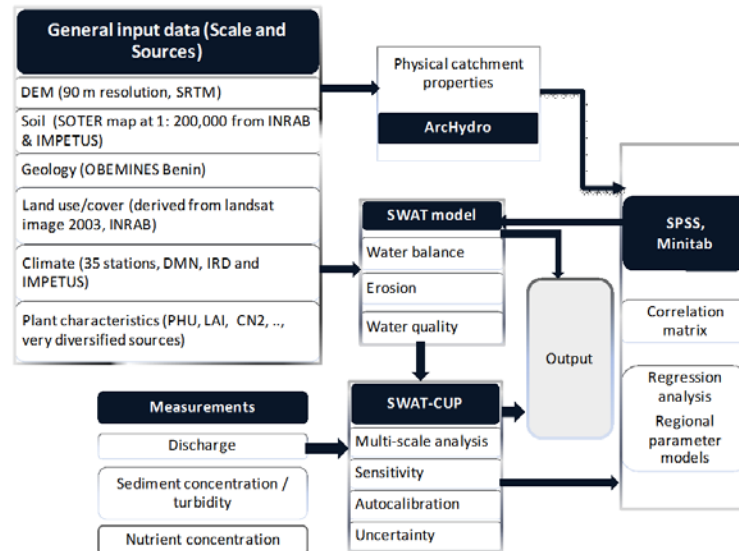 General input data (Scale and
Sources)
DEM (90 m resolution, SRTM)
Soil (SOTER map at 1: 200,000 from INRAB
& IMPETUS)
Geology (OBEMINES Benin)
Land use/cover (derived from landsat
image 2003, INRAB)
Climate (35 stations, DMN, IRD and
IMPETUS)
Plant characteristics (PHU, LAI, CN2, ..,
very diversified sources)
Measurements
Discharge
Sediment concentration /
turbidity
Nutrient concentration
Physical catchment
properties
ArcHydro
SWAT model
Water balance
Erosion
Water quality
SWAT-CUP
Multi-scale analysis
Sensitivity
Autocalibration
Uncertainty
Output
SPSS,
Minitab
Correlation
matrix
Regression
analysis
Regional
parameter
models